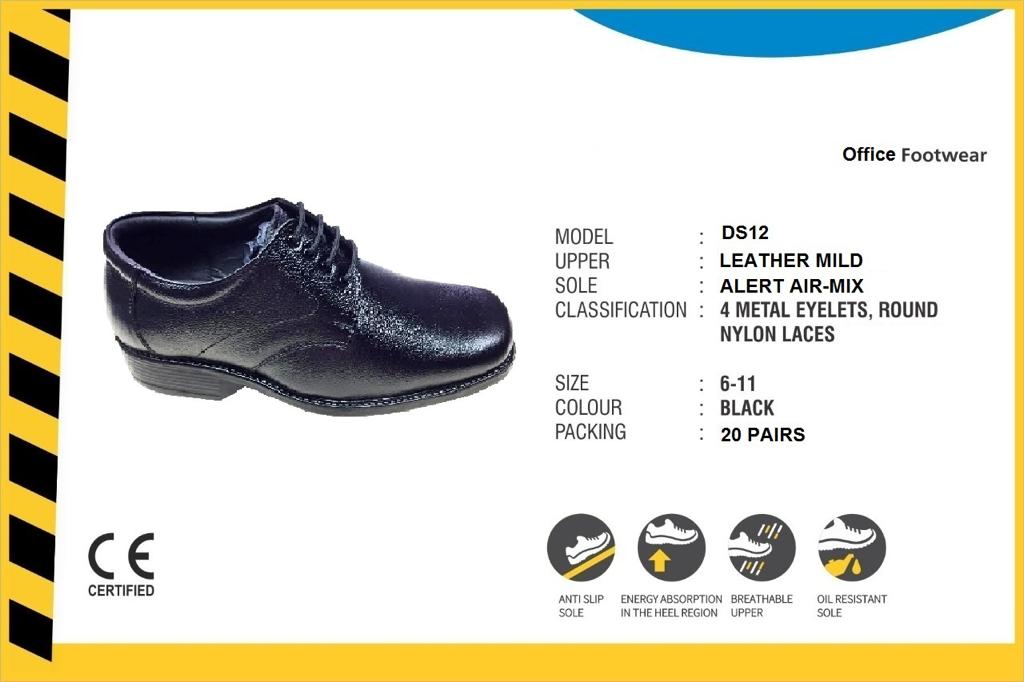 Office Footwear
MODEL : DS12
UPPER : LEATHER MILD
SOLE : ALERT AIR-MIX
CLASSIFICATION : 4 METAL EYELETS, ROUND
NYLON LACES
SIZE : 6-11
COLOUR : BLACK
PACKING : 20 PAIRS
CE
CERTIFIED
ANTI SLIP
SOLE
ENERGY ABSORPTION
IN THE HEEL REGION
BREATHABLE
UPPER
OIL RESISTANT
SOLE